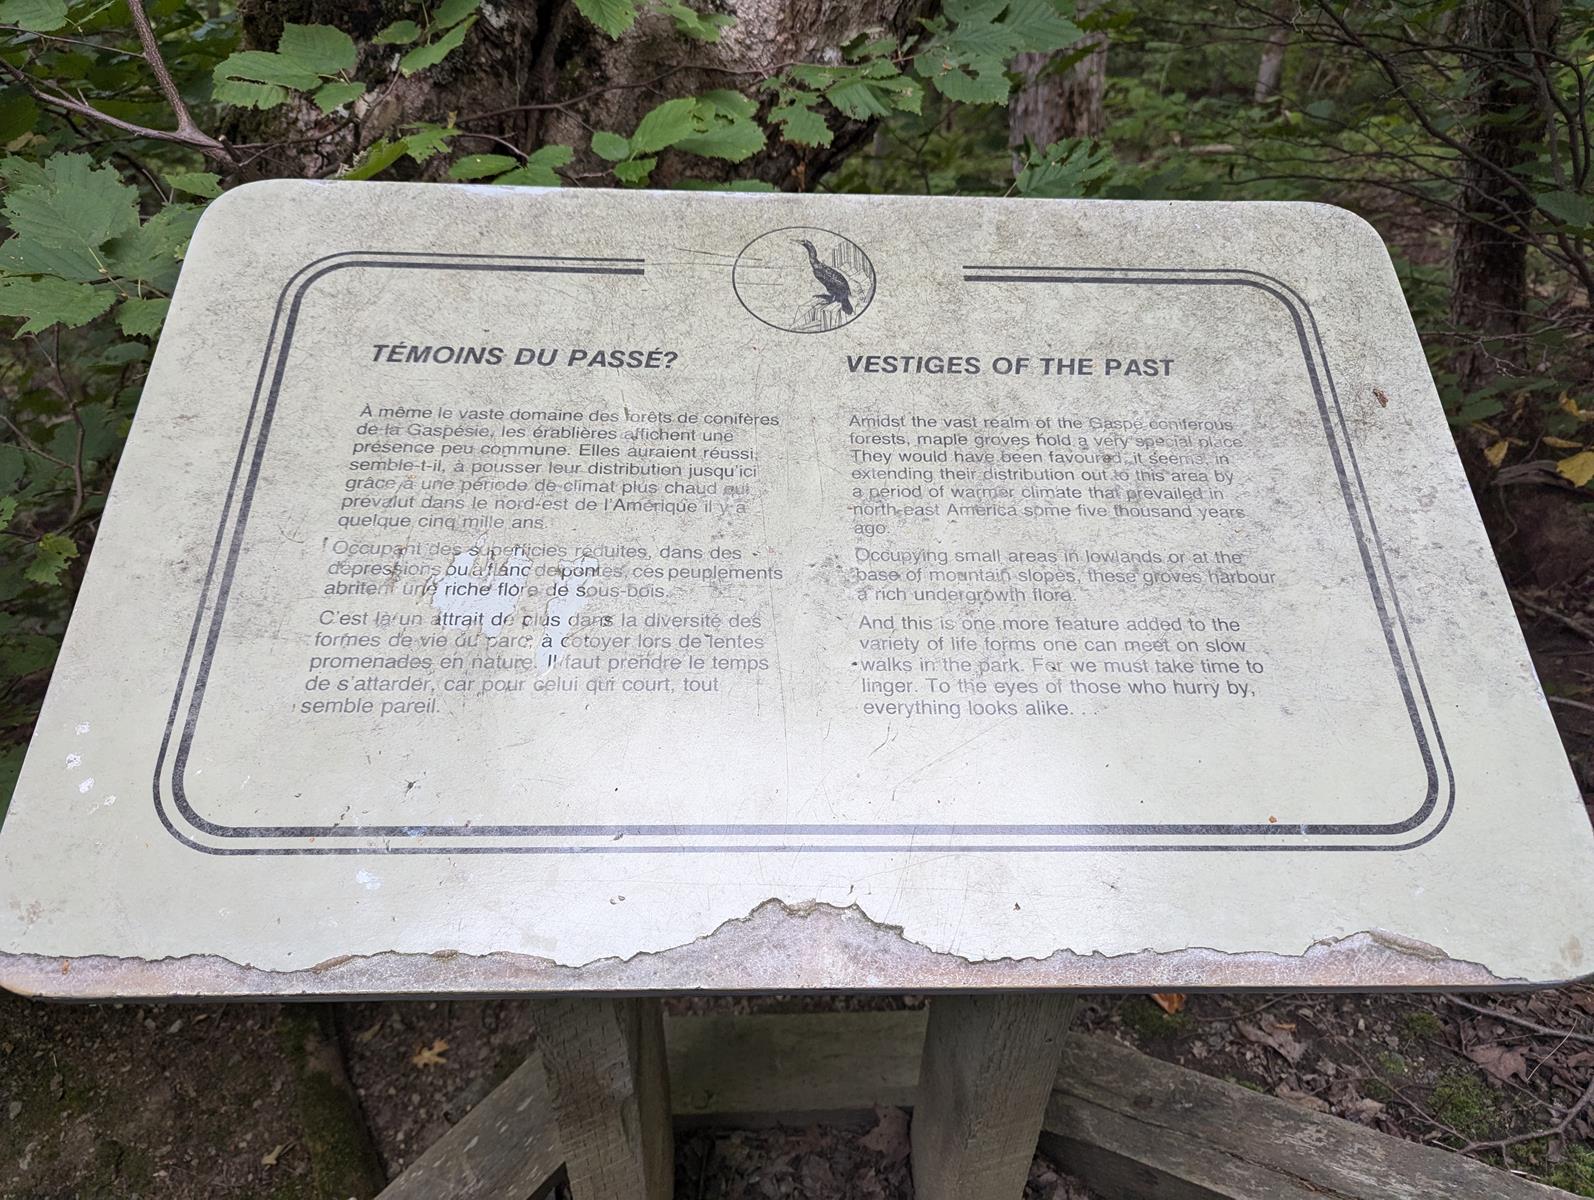 TÉMOINS DU PASSÉ?
À même le vaste domaine des forêts de conifères
de la Gaspésie, les érablières affichent une
présence peu commune. Elles auraient réussi,
semble-t-il, à pousser leur distribution jusqu'ici
grâce à une période de climat plus chaud qui
prévalut dans le nord-est de l'Amérique il y a
quelque cinq mille ans.
Occupant des superficies réduites, dans des
dépressions ou à flanc de pentes, ces peuplements
abritent une riche flore de sous-bois.
C'est là un attrait de plus dans la diversité des
formes de vie du parc, à cotoyer lors de lentes
promenades en nature. Il faut prendre le temps
de s'attarder, car pour celui qui court, tout
semble pareil.
VESTIGES OF THE PAST
Amidst the vast realm of the Gaspé coniferous
forests, maple groves hold a very special place.
They would have been favoured, it seems, in
extending their distribution out to this area by
a period of warmer climate that prevailed in
north-east America some five thousand years
ago.
Occupying small areas in lowlands or at the
base of mountain slopes, these groves harbour
a rich undergrowth flora.
And this is one more feature added to the
variety of life forms one can meet on slow
walks in the park. For we must take time to
linger. To the eyes of those who hurry by,
everything looks alike. . .